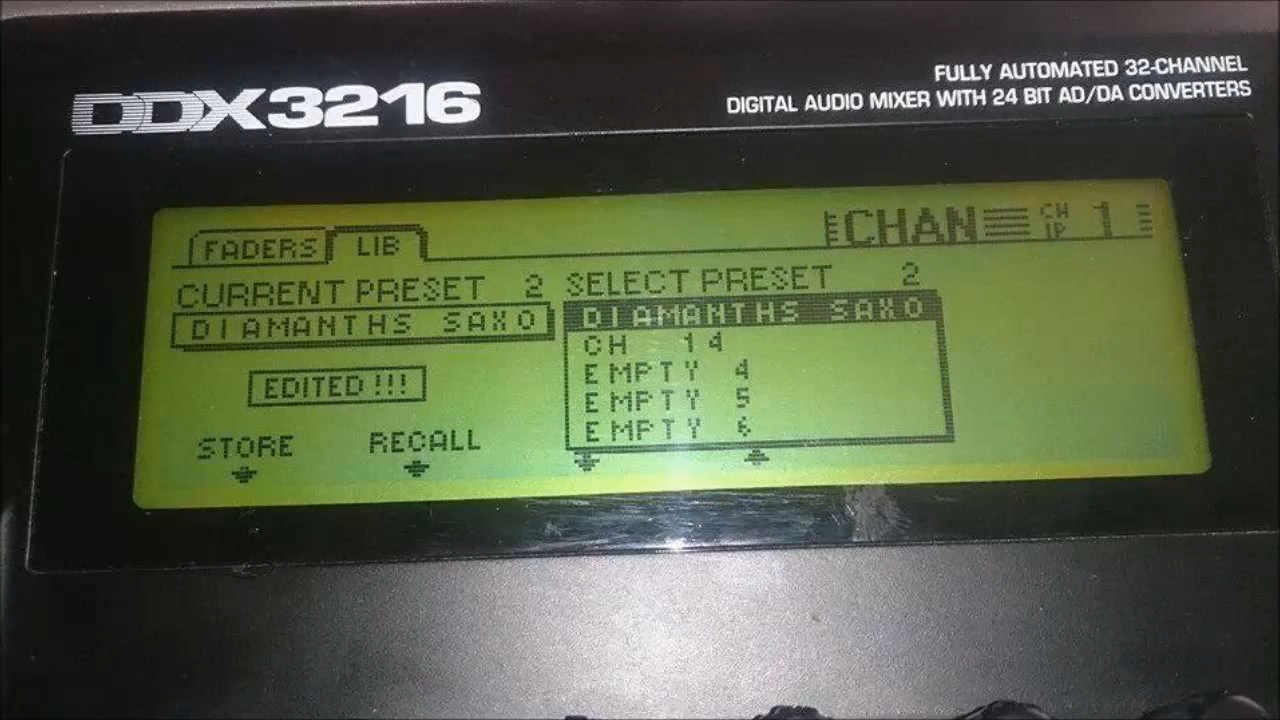 DDX3216
FULLY AUTOMATED 32-CHANNEL
DIGITAL AUDIO MIXER WITH 24 BIT AD/DA CONVERTERS
FADERS LIB
CHAN CH 1
IP
CURRENT PRESET 2
DIAMANTHS SAXO
EDITED!!!
STORE RECALL
SELECT PRESET 2
DIAMANTHS SAXO
CH 14
EMPTY 4
EMPTY 5
EMPTY 6